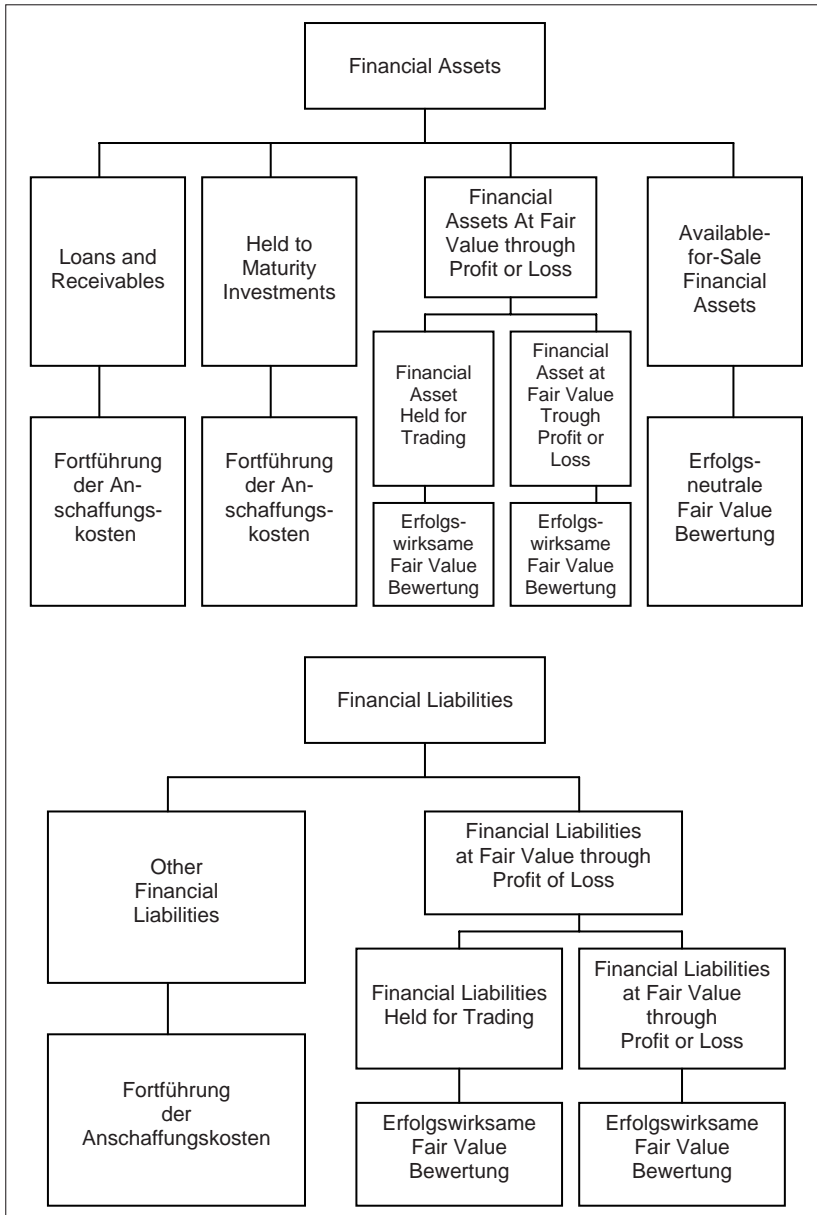 Financial Assets
Loans and
Receivables
Held to
Maturity
Investments
Financial
Assets At Fair
Value through
Profit or Loss
Available-
for-Sale
Financial
Assets
Financial
Asset
Held for
Trading
Financial
Asset at
Fair Value
Trough
Profit or
Loss
Fortführung
der An-
schaffungs-
kosten
Fortführung
der An-
schaffungs-
kosten
Erfolgs-
wirksame
Fair Value
Bewertung
Erfolgs-
wirksame
Fair Value
Bewertung
Erfolgs-
neutrale
Fair Value
Bewertung
Financial Liabilities
Other
Financial
Liabilities
Financial Liabilities
at Fair Value through
Profit of Loss
Financial Liabilities
Held for Trading
Financial Liabilities
at Fair Value
through
Profit or Loss
Fortführung
der
Anschaffungskosten
Erfolgswirksame
Fair Value
Bewertung
Erfolgswirksame
Fair Value
Bewertung